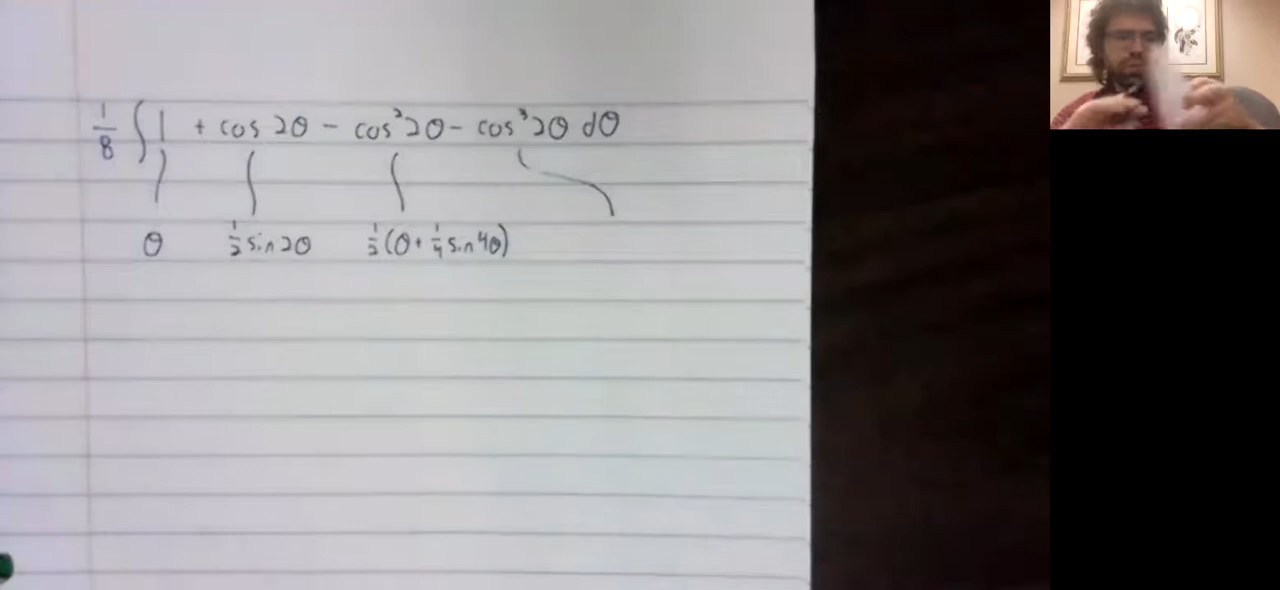 1/8 ∫ 1 + cos 2θ − cos²2θ − cos³2θ dθ
θ 1/2 sin 2θ 1/2(θ + 1/4 sin 4θ)